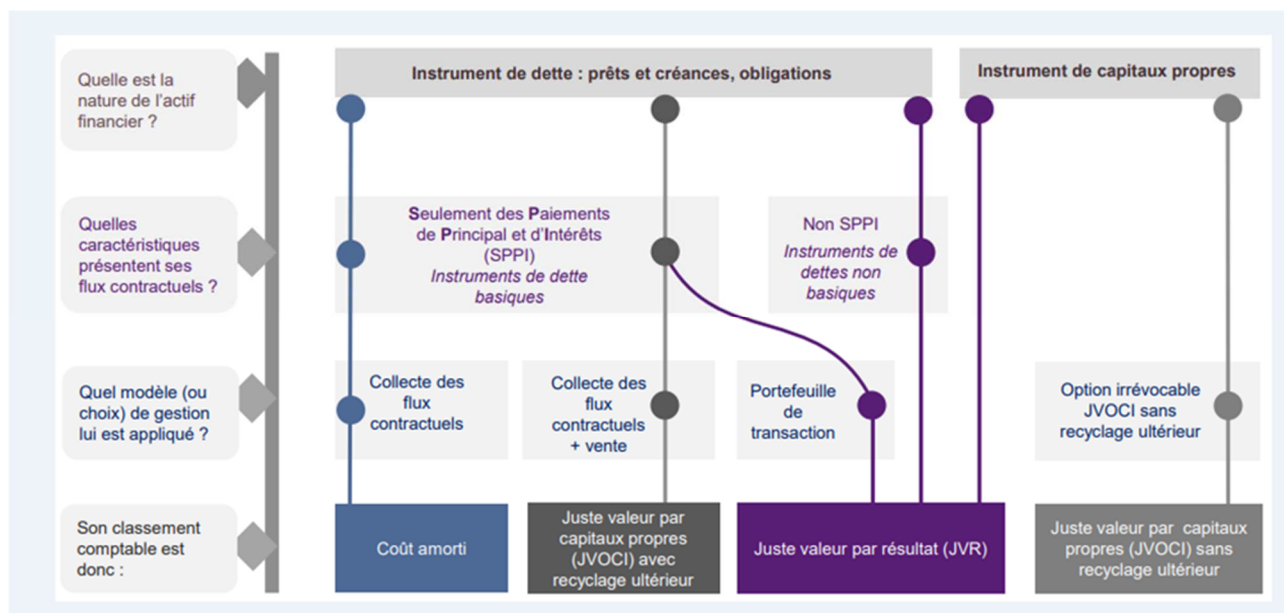 Quelle est la
nature de l'actif
financier ?
Instrument de dette : prêts et créances, obligations
Instrument de capitaux propres
Quelles
caractéristiques
présentent ses
flux contractuels ?
Seulement des Paiements
de Principal et d'Intérêts
(SPPI)
Instruments de dette
basiques
Non SPPI
Instruments de
dettes non
basiques
Quel modèle (ou
choix) de gestion
lui est appliqué ?
Collecte des
flux
contractuels
Collecte des
flux
contractuels
+ vente
Portefeuille
de
transaction
Option irrévocable
JVOCI sans
recyclage ultérieur
Son classement
comptable est
donc :
Coût amorti
Juste valeur par
capitaux propres
(JVOCI) avec
recyclage ultérieur
Juste valeur par résultat (JVR)
Juste valeur par capitaux
propres (JVOCI) sans
recyclage ultérieur